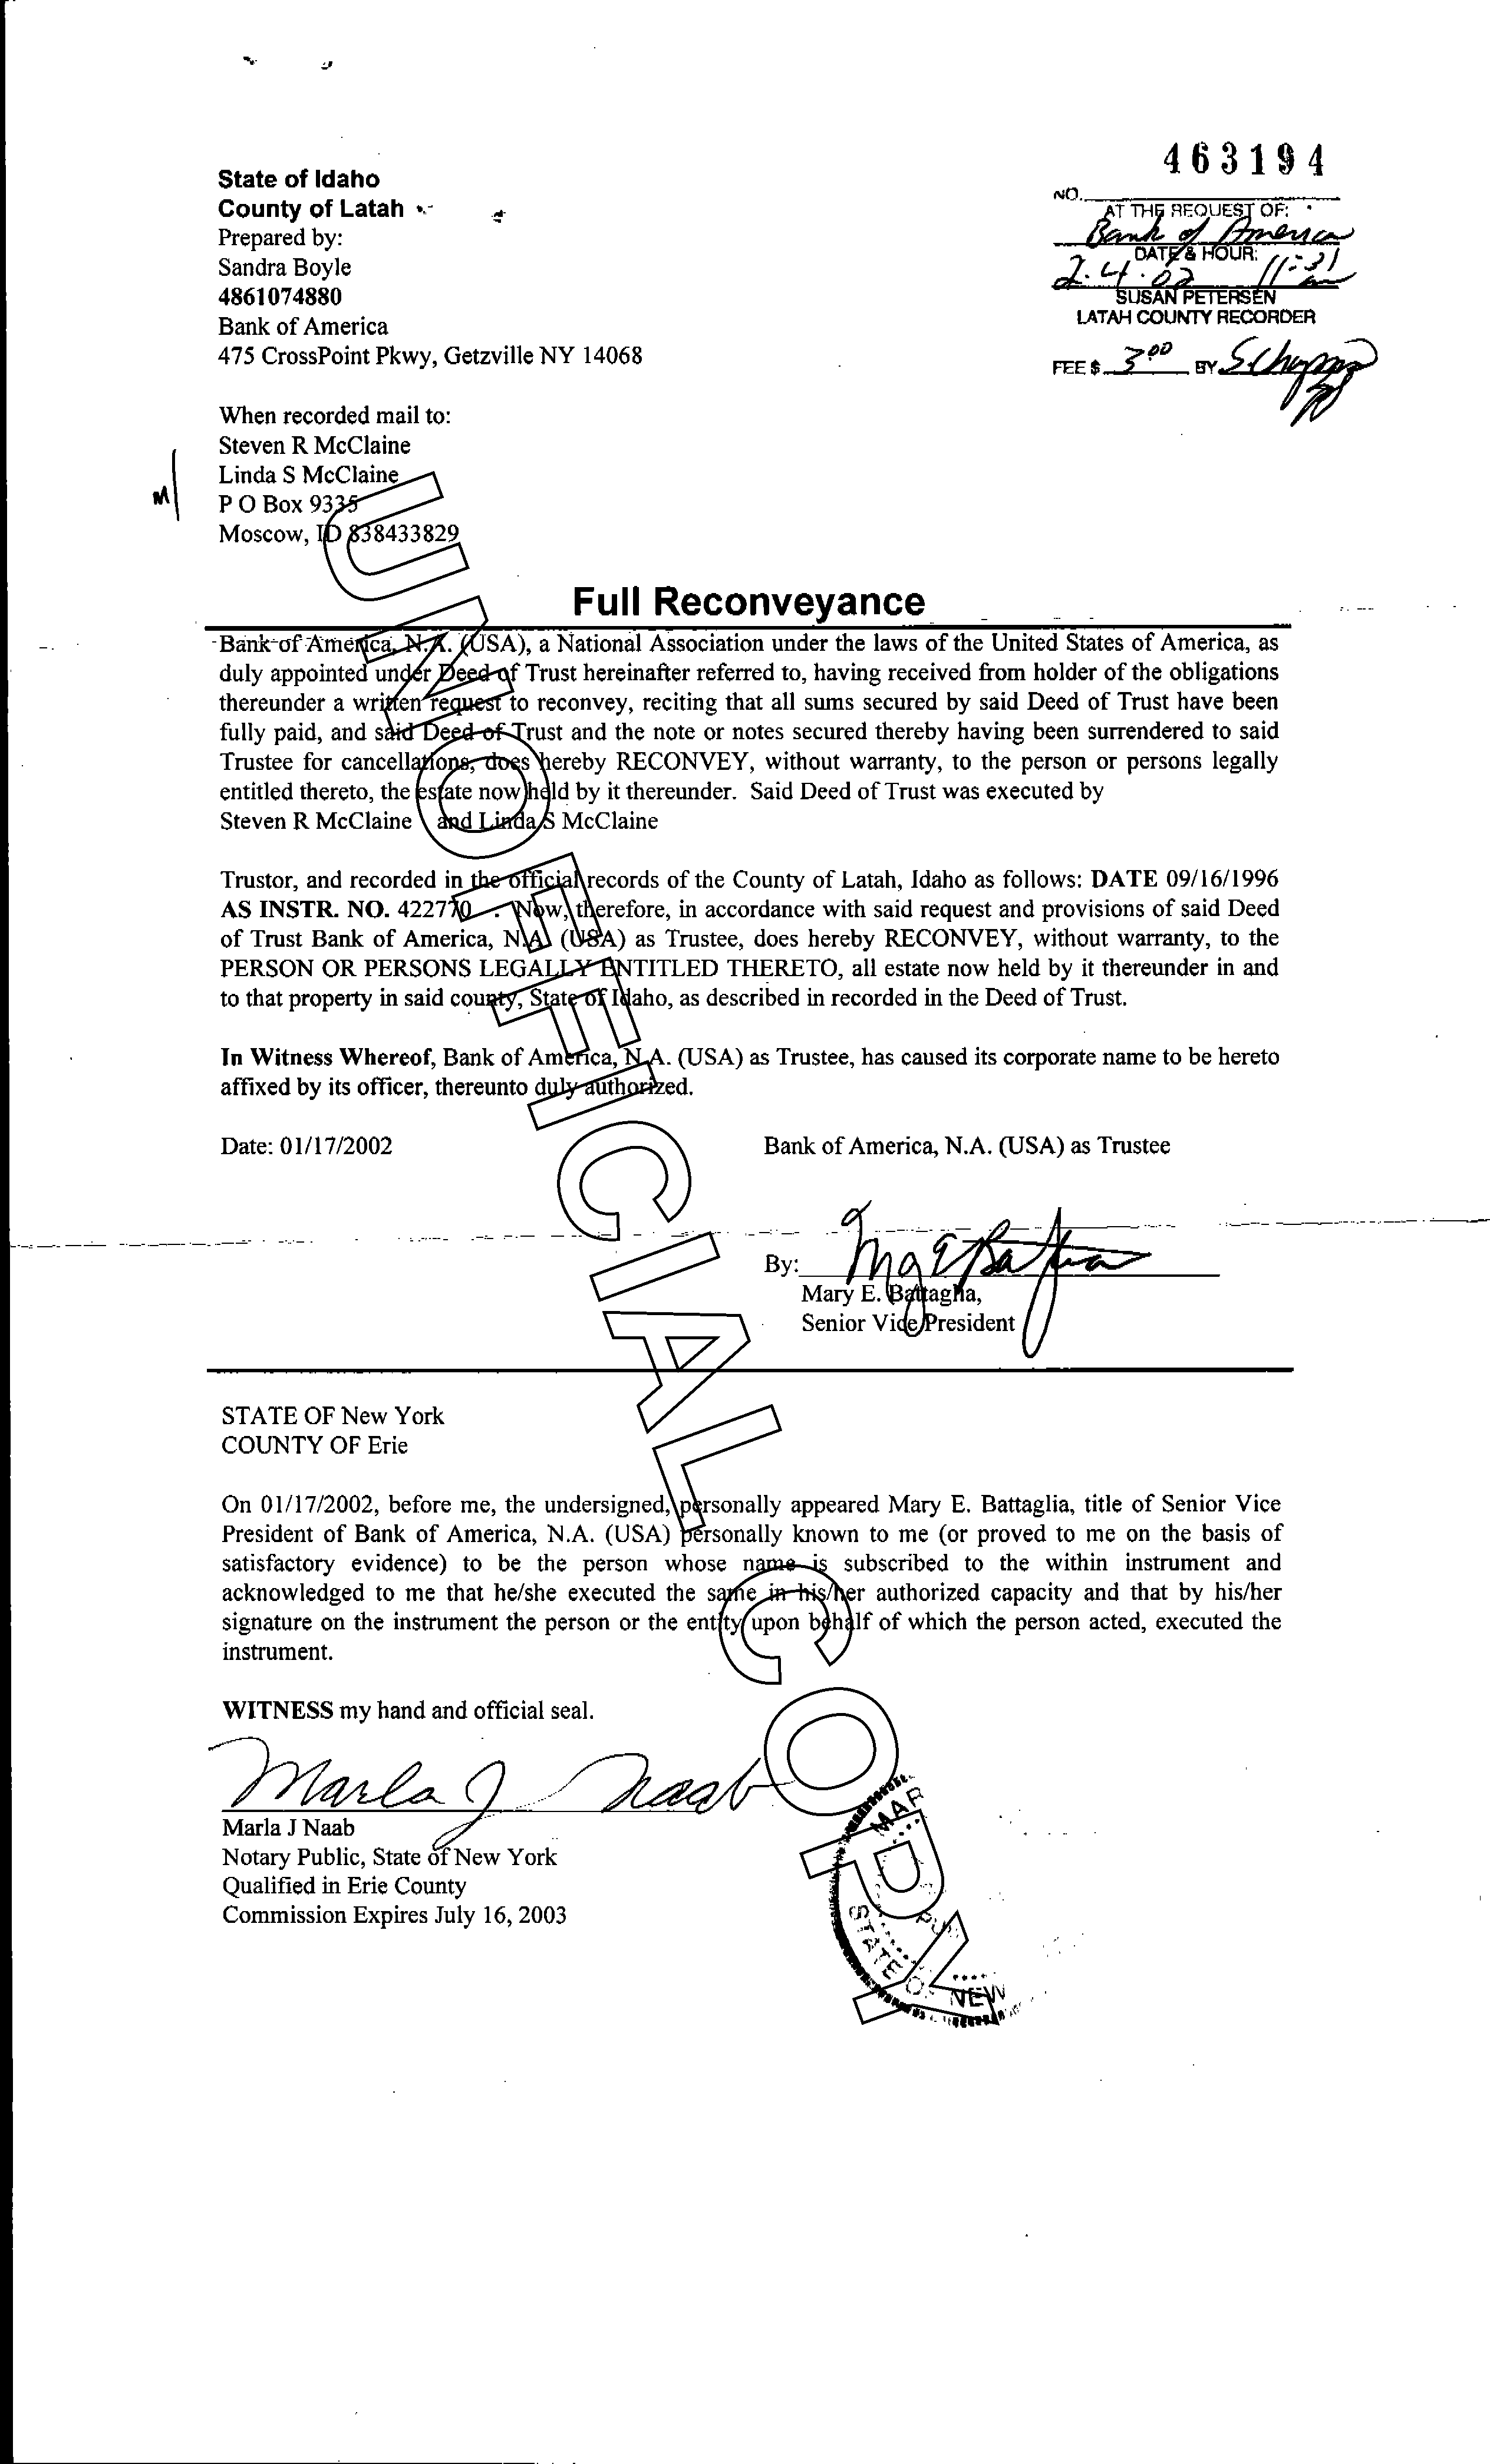 463194
NO.
AT THE REQUEST OF:
Bank of America
DATE & HOUR:
2.4.02 11:31 am
SUSAN PETERSEN
LATAH COUNTY RECORDER
FEE $ 3.00 BY
State of Idaho
County of Latah
Prepared by:
Sandra Boyle
4861074880
Bank of America
475 CrossPoint Pkwy, Getzville NY 14068
When recorded mail to:
Steven R McClaine
Linda S McClaine
M
P O Box 9335
Moscow, ID 838433829
Full Reconveyance
Bank of America, N.A. (USA), a National Association under the laws of the United States of America, as
duly appointed under Deed of Trust hereinafter referred to, having received from holder of the obligations
thereunder a written request to reconvey, reciting that all sums secured by said Deed of Trust have been
fully paid, and said Deed of Trust and the note or notes secured thereby having been surrendered to said
Trustee for cancellations, does hereby RECONVEY, without warranty, to the person or persons legally
entitled thereto, the estate now held by it thereunder. Said Deed of Trust was executed by
Steven R McClaine and Linda S McClaine
Trustor, and recorded in the official records of the County of Latah, Idaho as follows: DATE 09/16/1996
AS INSTR. NO. 422770 . Now, therefore, in accordance with said request and provisions of said Deed
of Trust Bank of America, N.A. (USA) as Trustee, does hereby RECONVEY, without warranty, to the
PERSON OR PERSONS LEGALLY ENTITLED THERETO, all estate now held by it thereunder in and
to that property in said county, State of Idaho, as described in recorded in the Deed of Trust.
In Witness Whereof, Bank of America, N.A. (USA) as Trustee, has caused its corporate name to be hereto
affixed by its officer, thereunto duly authorized.
Date: 01/17/2002 Bank of America, N.A. (USA) as Trustee
By:
Mary E. Battaglia,
Senior Vice President
STATE OF New York
COUNTY OF Erie
On 01/17/2002, before me, the undersigned, personally appeared Mary E. Battaglia, title of Senior Vice
President of Bank of America, N.A. (USA) personally known to me (or proved to me on the basis of
satisfactory evidence) to be the person whose name is subscribed to the within instrument and
acknowledged to me that he/she executed the same in his/her authorized capacity and that by his/her
signature on the instrument the person or the entity upon behalf of which the person acted, executed the
instrument.
WITNESS my hand and official seal.
Marla J Naab
Marla J Naab
Notary Public, State of New York
Qualified in Erie County
Commission Expires July 16, 2003
MAR
PU
STATE OF NEW
UNOFFICIAL COPY